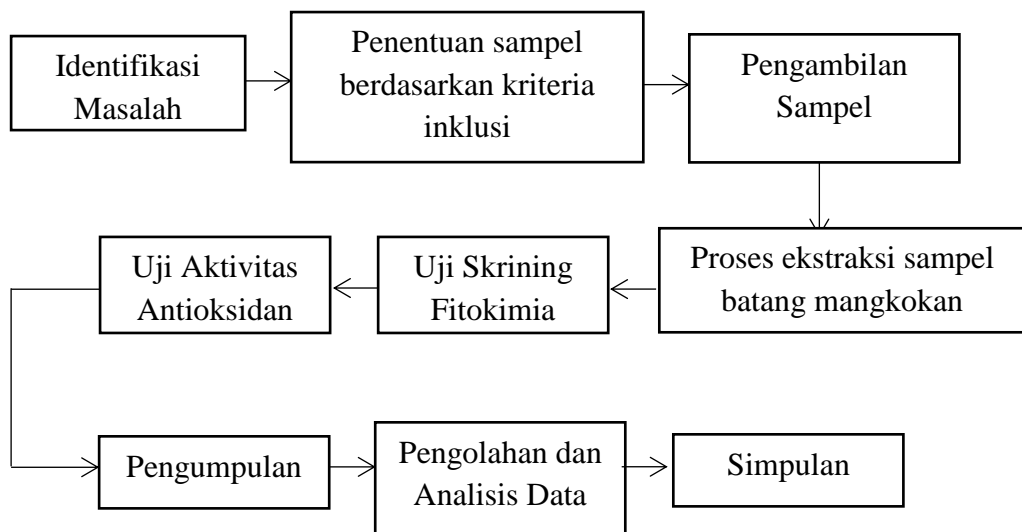 Identifikasi
Masalah
Penentuan sampel
berdasarkan kriteria
inklusi
Pengambilan
Sampel
Proses ekstraksi sampel
batang mangkokan
Uji Skrining
Fitokimia
Uji Aktivitas
Antioksidan
Pengumpulan
Pengolahan dan
Analisis Data
Simpulan